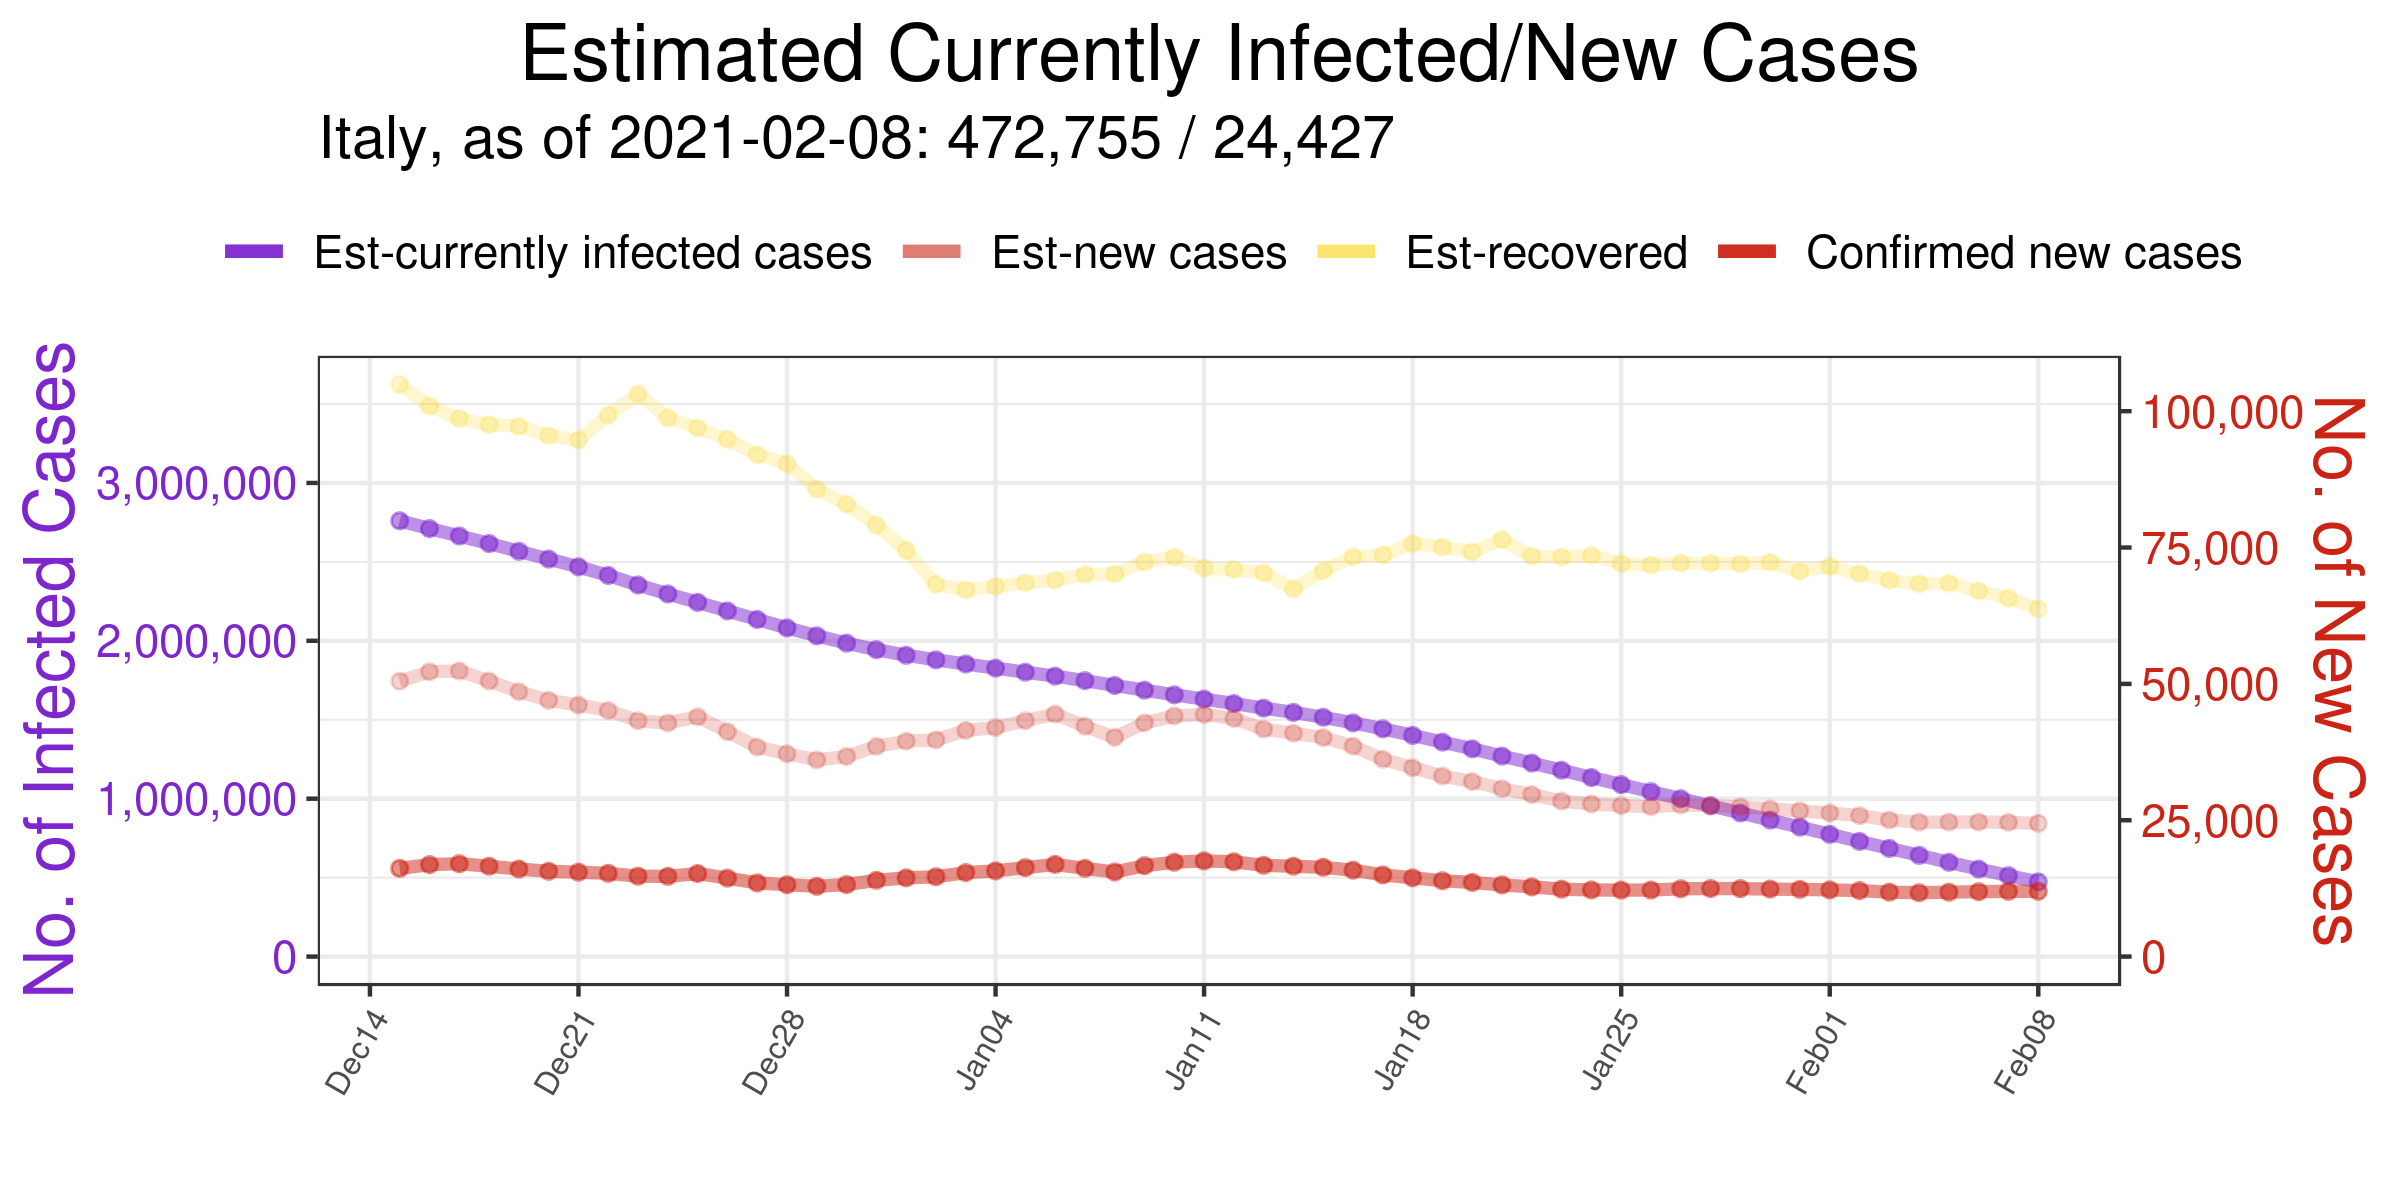 Estimated Currently Infected/New Cases
Italy, as of 2021-02-08: 472,755 / 24,427
Est-currently infected cases Est-new cases Est-recovered Confirmed new cases
No. of Infected Cases
3,000,000
2,000,000
1,000,000
0
100,000
75,000
50,000
25,000
0
No. of New Cases
Dec14 Dec21 Dec28 Jan04 Jan11 Jan18 Jan25 Feb01 Feb08